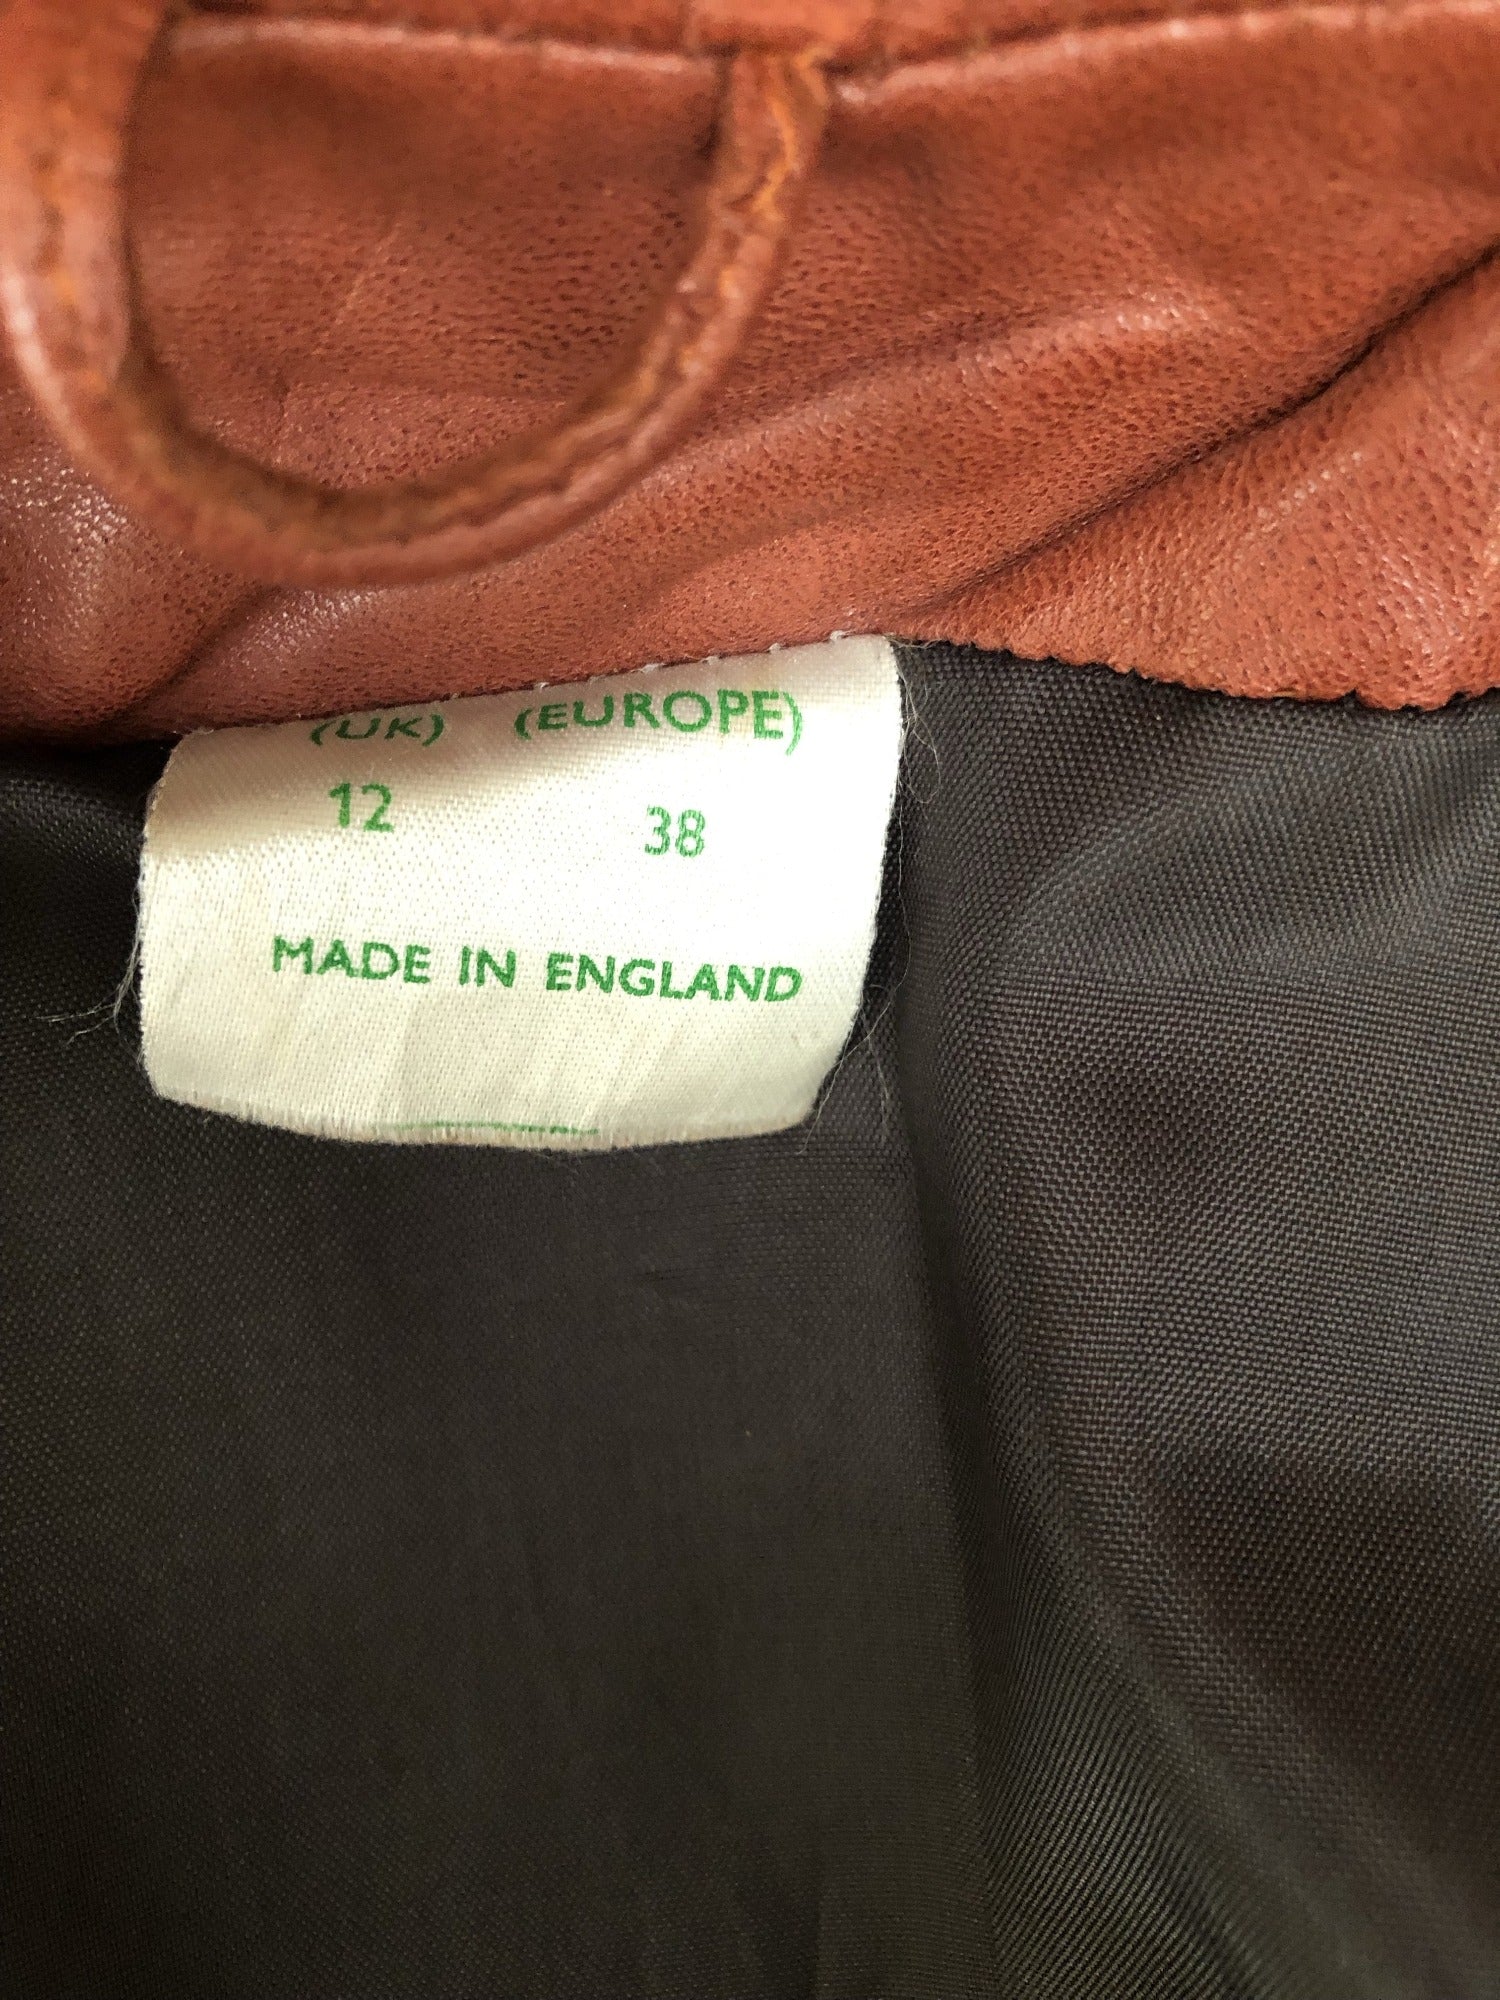 (UK) (EUROPE)
12 38
MADE IN ENGLAND